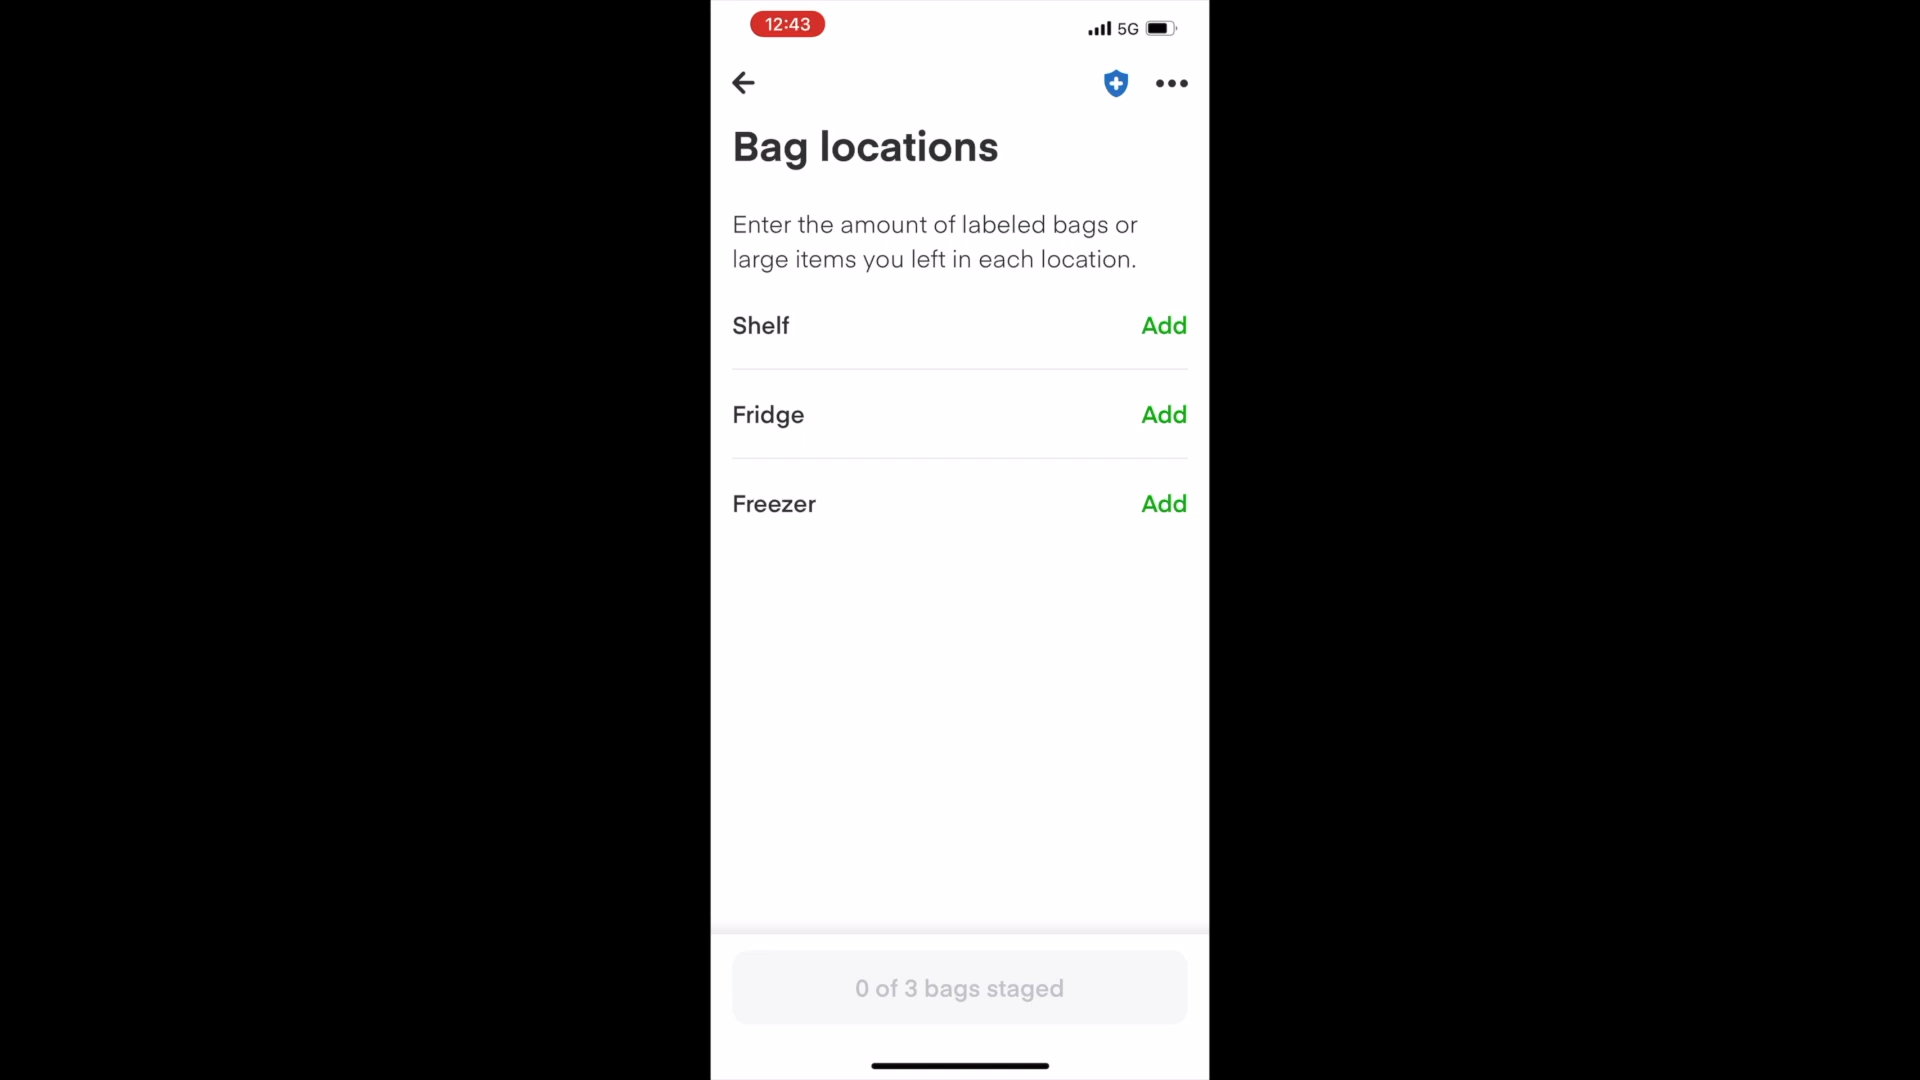 12:43
5G
Bag locations
Enter the amount of labeled bags or
large items you left in each location.
Shelf Add
Fridge Add
Freezer Add
0 of 3 bags staged